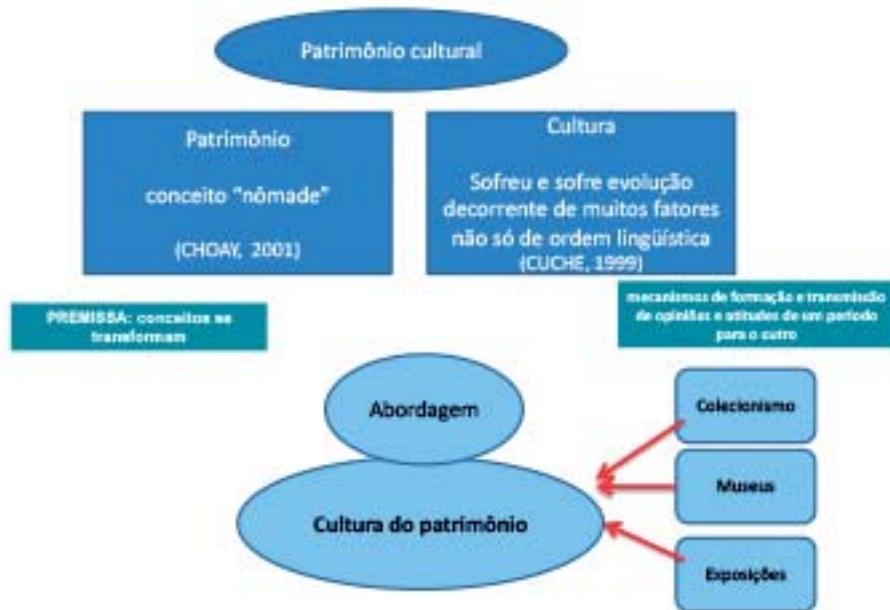 Patrimônio cultural
Patrimônio
conceito "nômade"
(CHOAY, 2001)
Cultura
Sofreu e sofre evolução
decorrente de muitos fatores
não só de ordem lingüística
(CUCHE, 1999)
PREMISSA: conceitos se
transformam
mecanismos de formação e transmissão
de opiniões e atitudes de um período
para o outro
Abordagem
Cultura do patrimônio
Colecionismo
Museus
Exposições